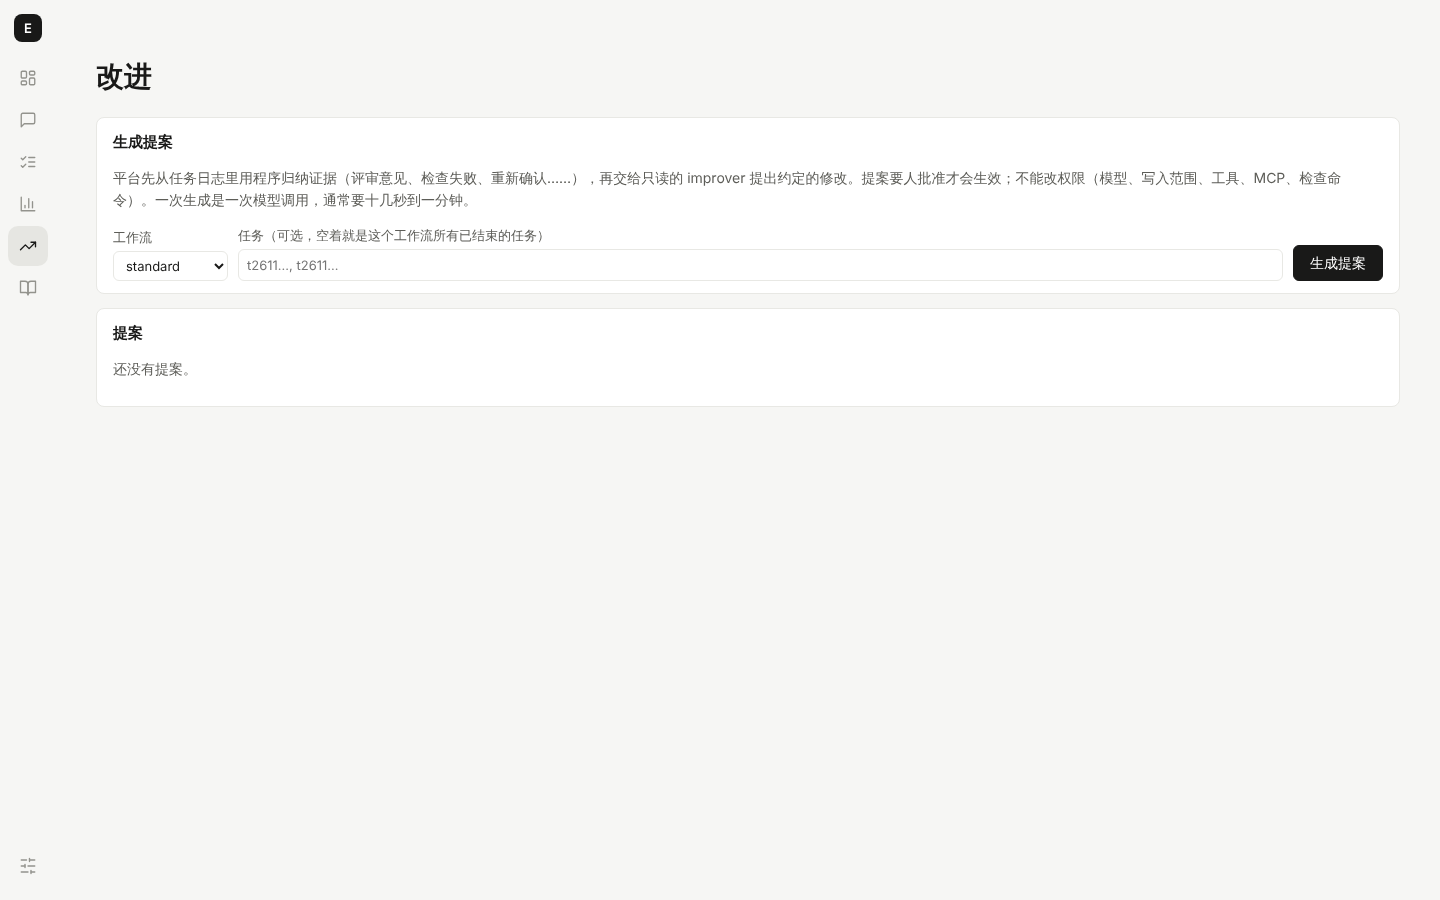 E
改进
生成提案
平台先从任务日志里用程序归纳证据（评审意见、检查失败、重新确认……），再交给只读的 improver 提出约定的修改。提案要人批准才会生效；不能改权限（模型、写入范围、工具、MCP、检查命
令）。一次生成是一次模型调用，通常要十几秒到一分钟。
工作流
任务（可选，空着就是这个工作流所有已结束的任务）
standard
t2611…, t2611…
生成提案
提案
还没有提案。